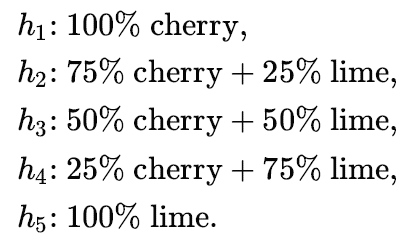 h₁: 100% cherry,
h₂: 75% cherry + 25% lime,
h₃: 50% cherry + 50% lime,
h₄: 25% cherry + 75% lime,
h₅: 100% lime.